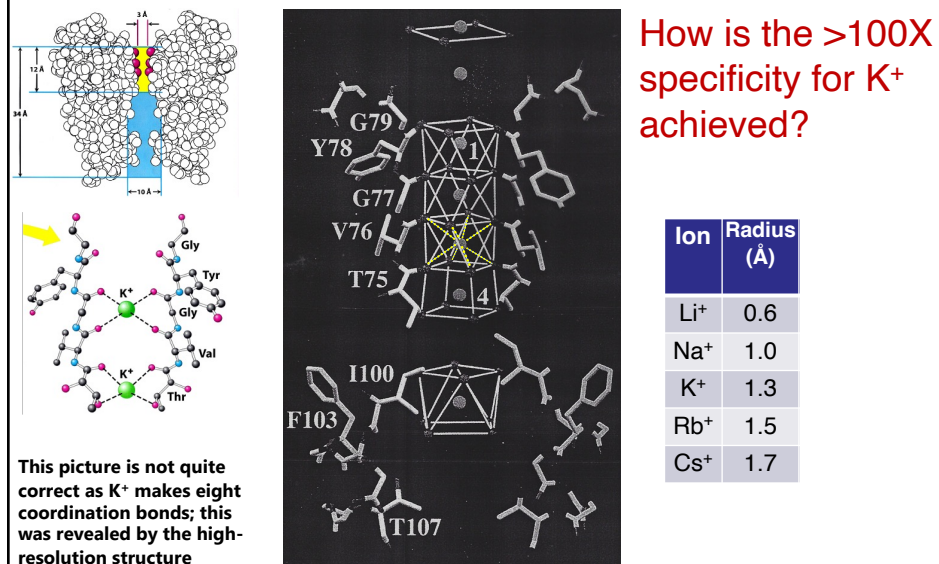 3 Å
12 Å
34 Å
10 Å
Gly
Tyr
K+
Gly
Val
K+
Thr
This picture is not quite
correct as K+ makes eight
coordination bonds; this
was revealed by the high-
resolution structure
G79
Y78
1
G77
V76
T75
4
I100
F103
T107
How is the >100X
specificity for K+
achieved?
Ion Radius
(Å)
Li+ 0.6
Na+ 1.0
K+ 1.3
Rb+ 1.5
Cs+ 1.7